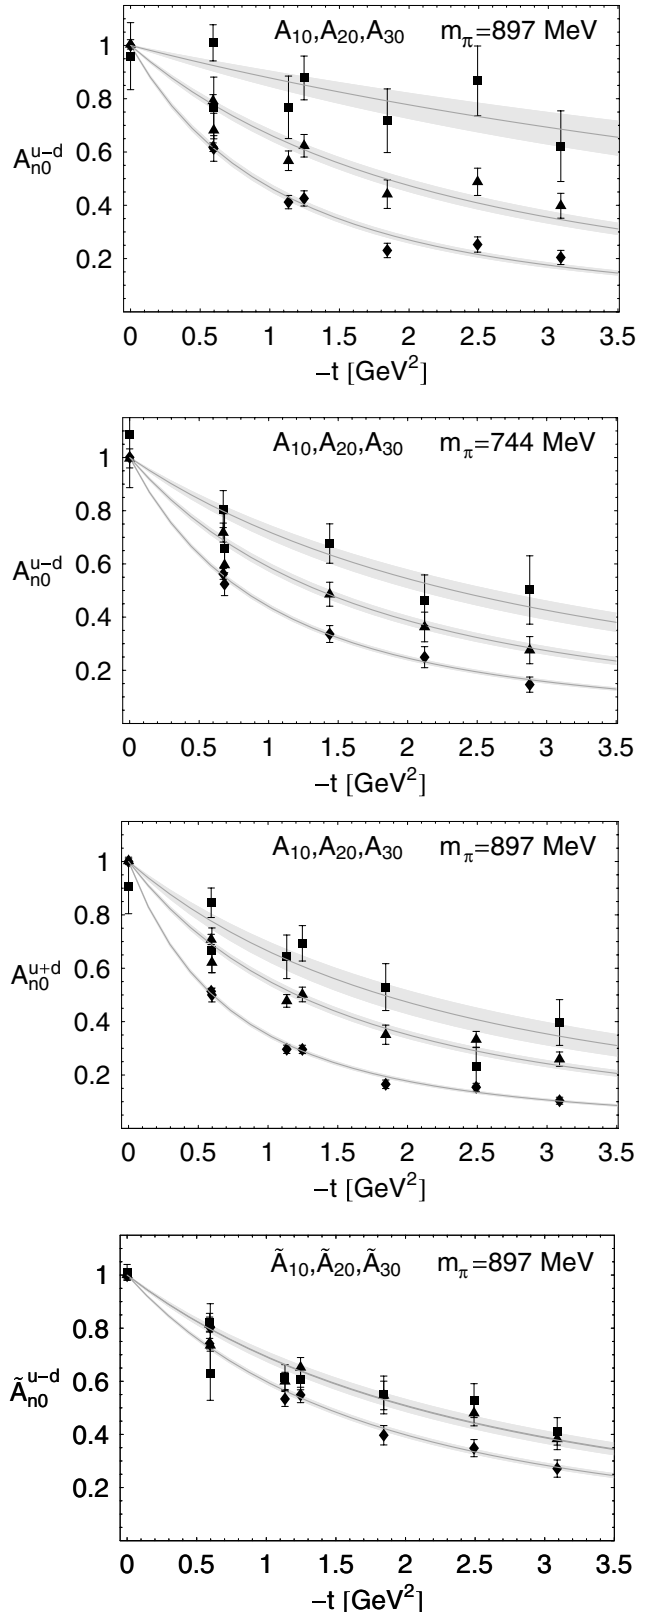 A10,A20,A30 mπ=897 MeV
1
0.8
0.6
0.4
0.2
An0^u−d
0 0.5 1 1.5 2 2.5 3 3.5
−t [GeV²]
A10,A20,A30 mπ=744 MeV
1
0.8
0.6
0.4
0.2
An0^u−d
0 0.5 1 1.5 2 2.5 3 3.5
−t [GeV²]
A10,A20,A30 mπ=897 MeV
1
0.8
0.6
0.4
0.2
An0^u+d
0 0.5 1 1.5 2 2.5 3 3.5
−t [GeV²]
Ã10,Ã20,Ã30 mπ=897 MeV
1
0.8
0.6
0.4
0.2
Ãn0^u−d
0 0.5 1 1.5 2 2.5 3 3.5
−t [GeV²]